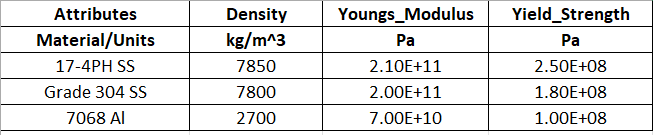 Attributes Density Youngs_Modulus Yield_Strength
Material/Units kg/m^3 Pa Pa
17-4PH SS 7850 2.10E+11 2.50E+08
Grade 304 SS 7800 2.00E+11 1.80E+08
7068 Al 2700 7.00E+10 1.00E+08